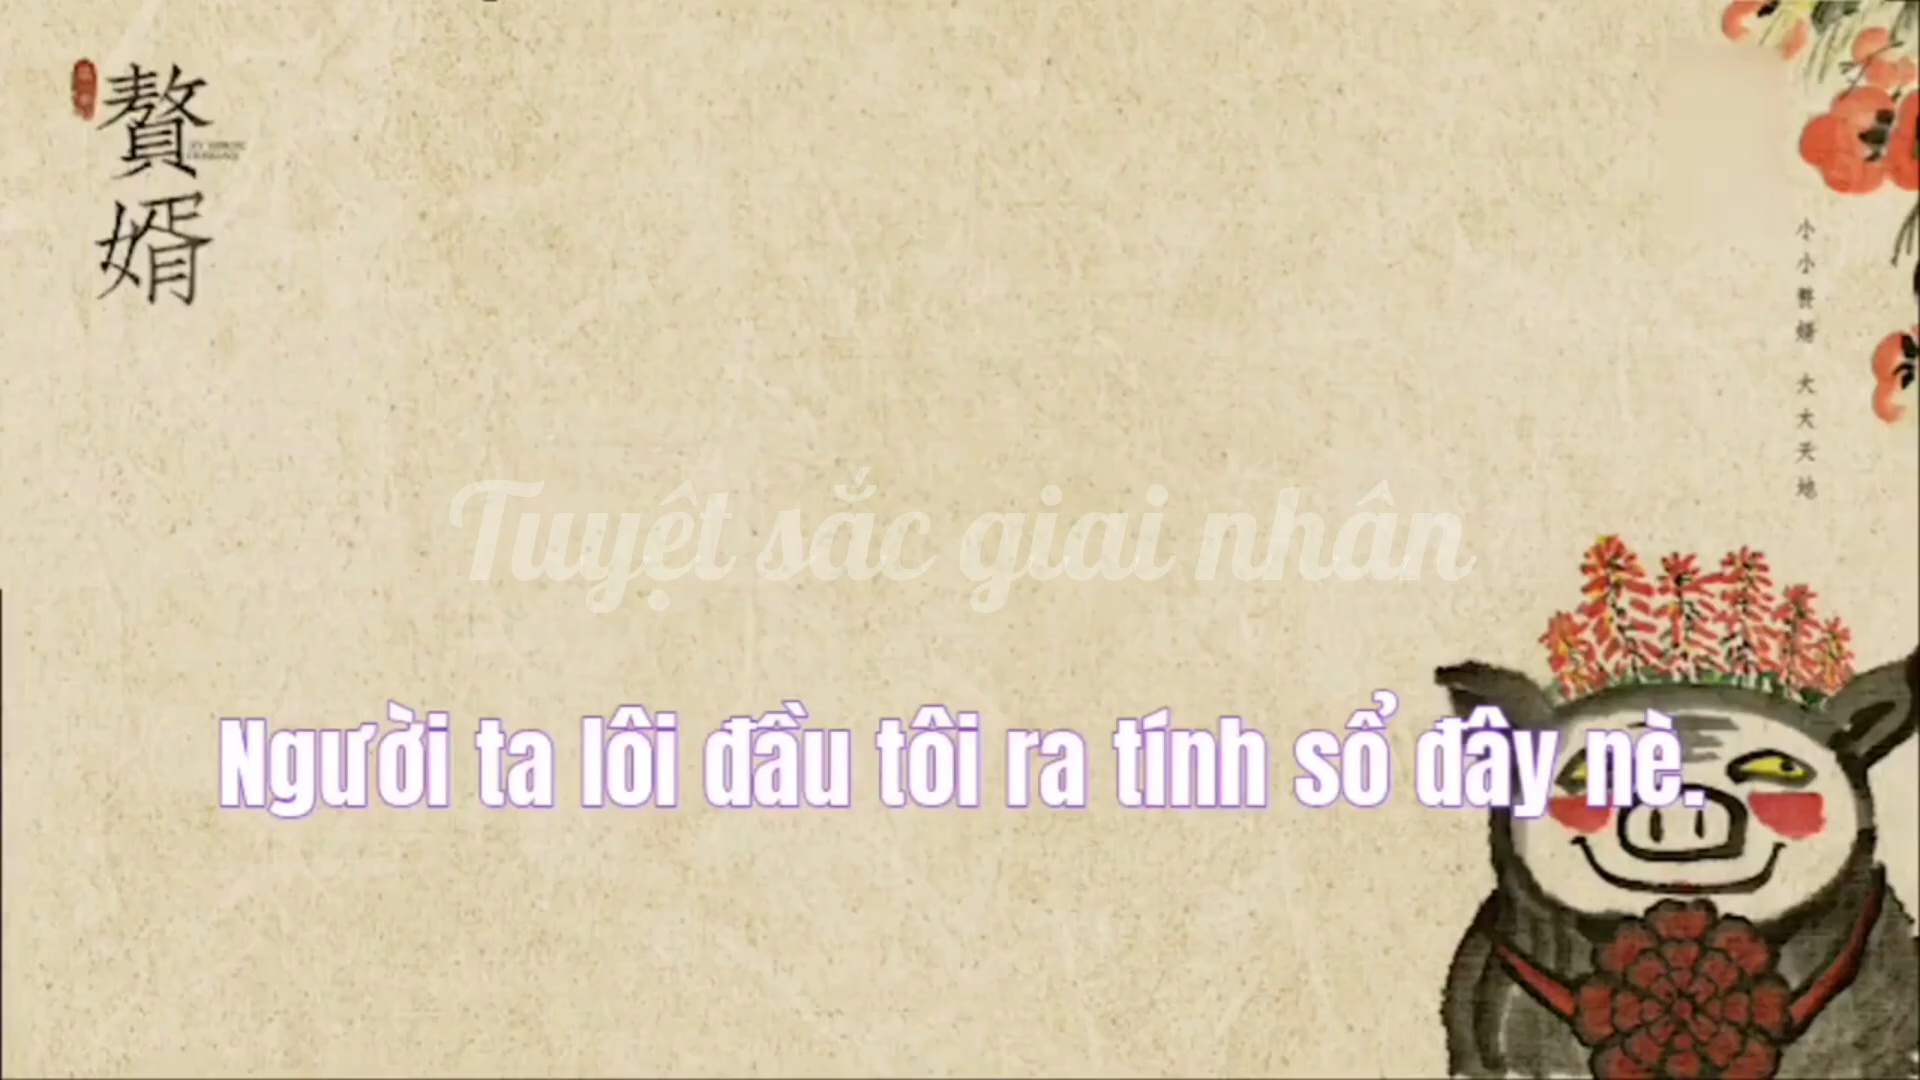 贅
婿
小小贅婿 大大天地
Tuyệt sắc giai nhân
Người ta lôi đầu tôi ra tính sổ đây nè.